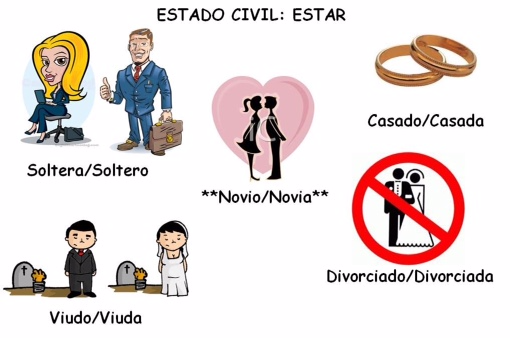 ESTADO CIVIL: ESTAR
Soltera/Soltero
**Novio/Novia**
Casado/Casada
Viudo/Viuda
Divorciado/Divorciada